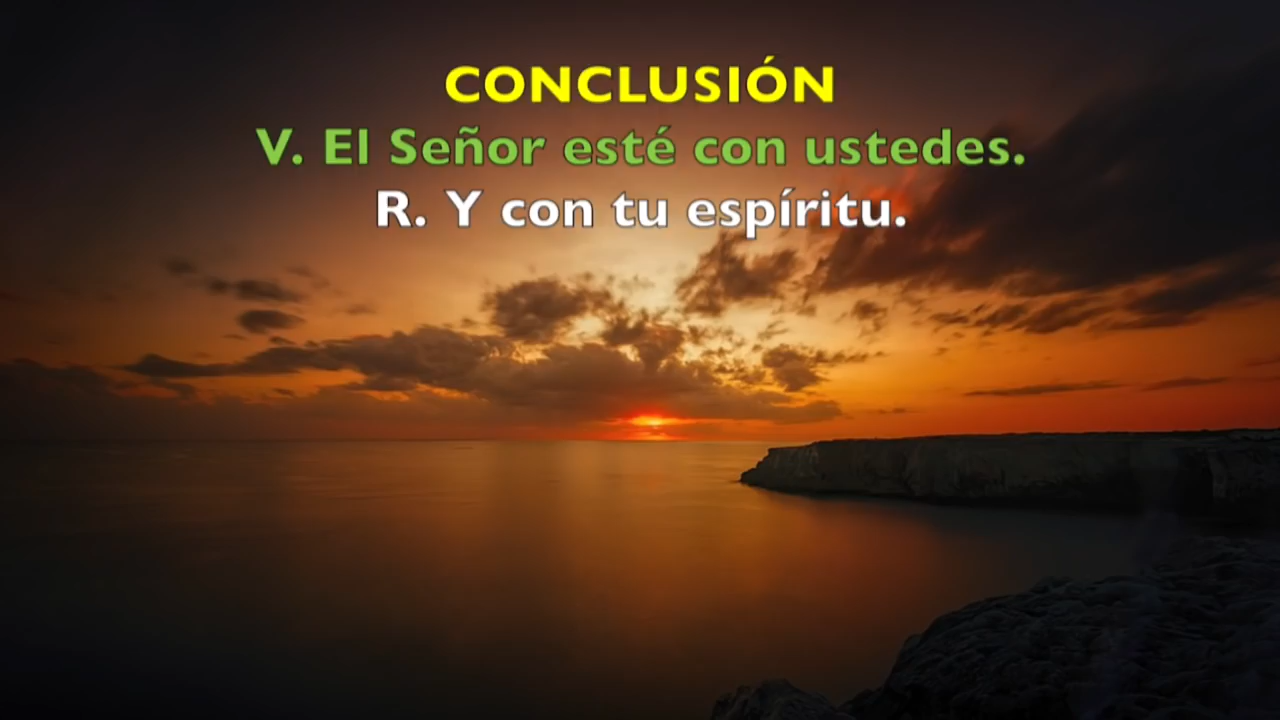 CONCLUSIÓN
V. El Señor esté con ustedes.
R. Y con tu espíritu.